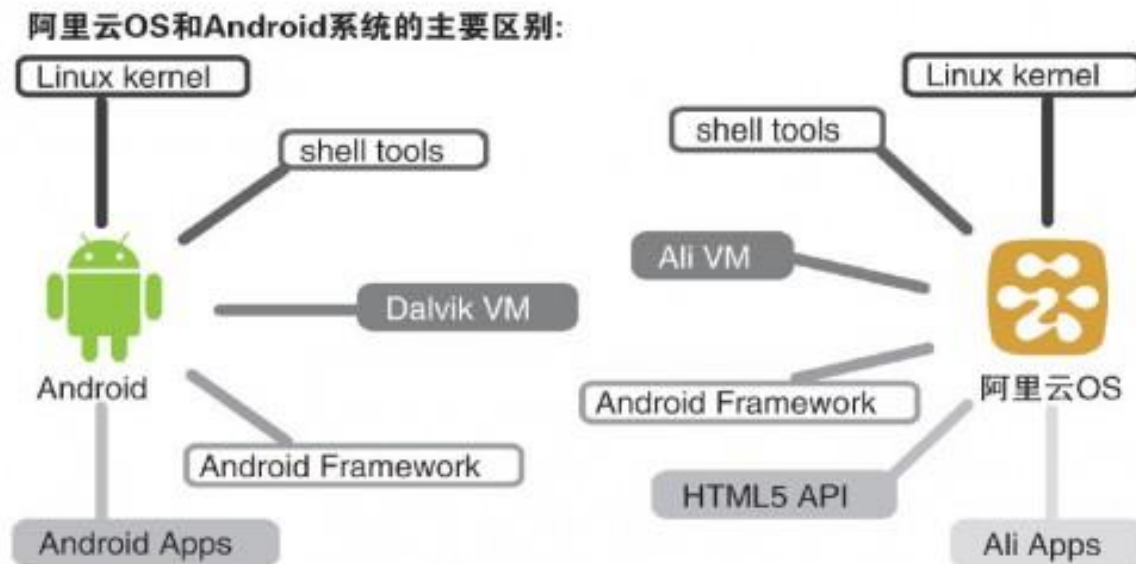 阿里云OS和Android系统的主要区别:
Linux kernel
shell tools
Dalvik VM
Android
Android Framework
Android Apps
Linux kernel
shell tools
Ali VM
Android Framework
阿里云OS
HTML5 API
Ali Apps